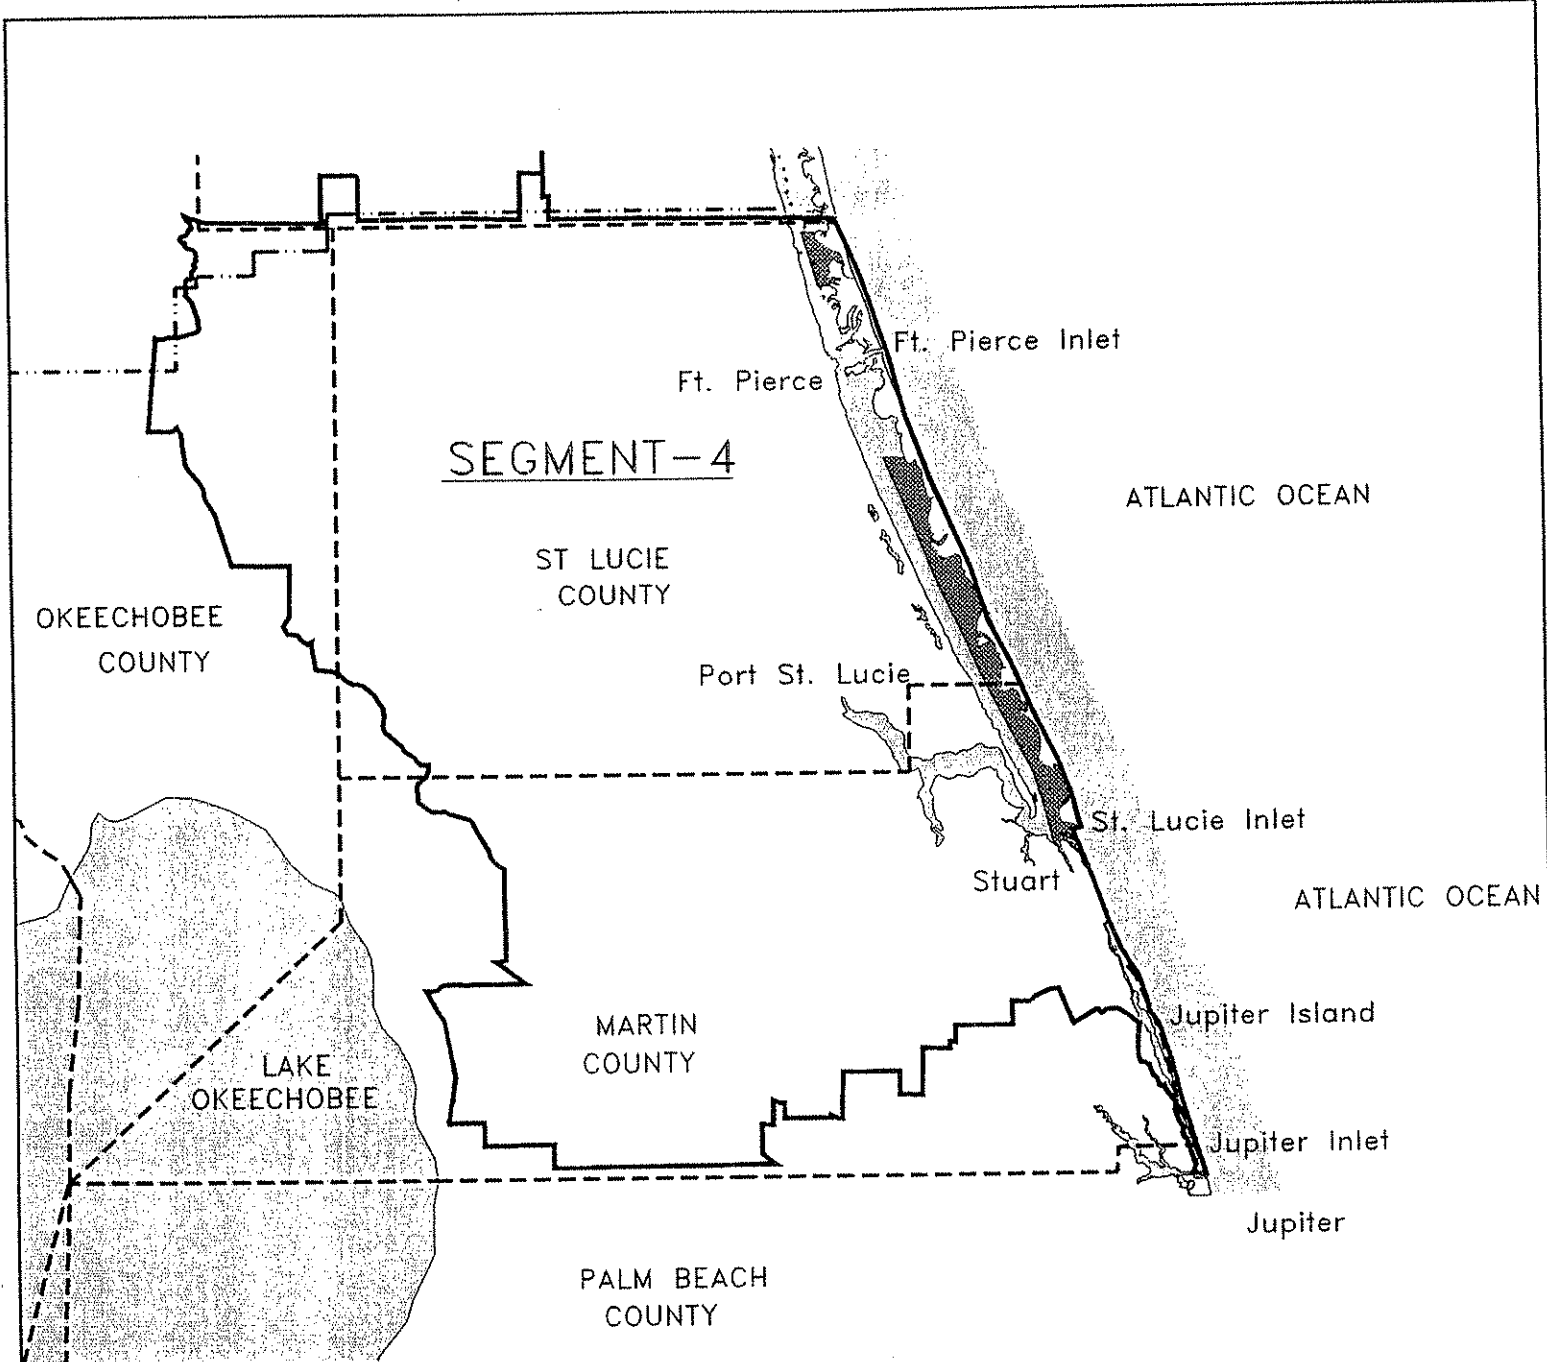 Ft. Pierce Inlet
Ft. Pierce
SEGMENT-4
ATLANTIC OCEAN
ST LUCIE
COUNTY
OKEECHOBEE
COUNTY
Port St. Lucie
St. Lucie Inlet
Stuart
ATLANTIC OCEAN
Jupiter Island
MARTIN
COUNTY
LAKE
OKEECHOBEE
Jupiter Inlet
Jupiter
PALM BEACH
COUNTY